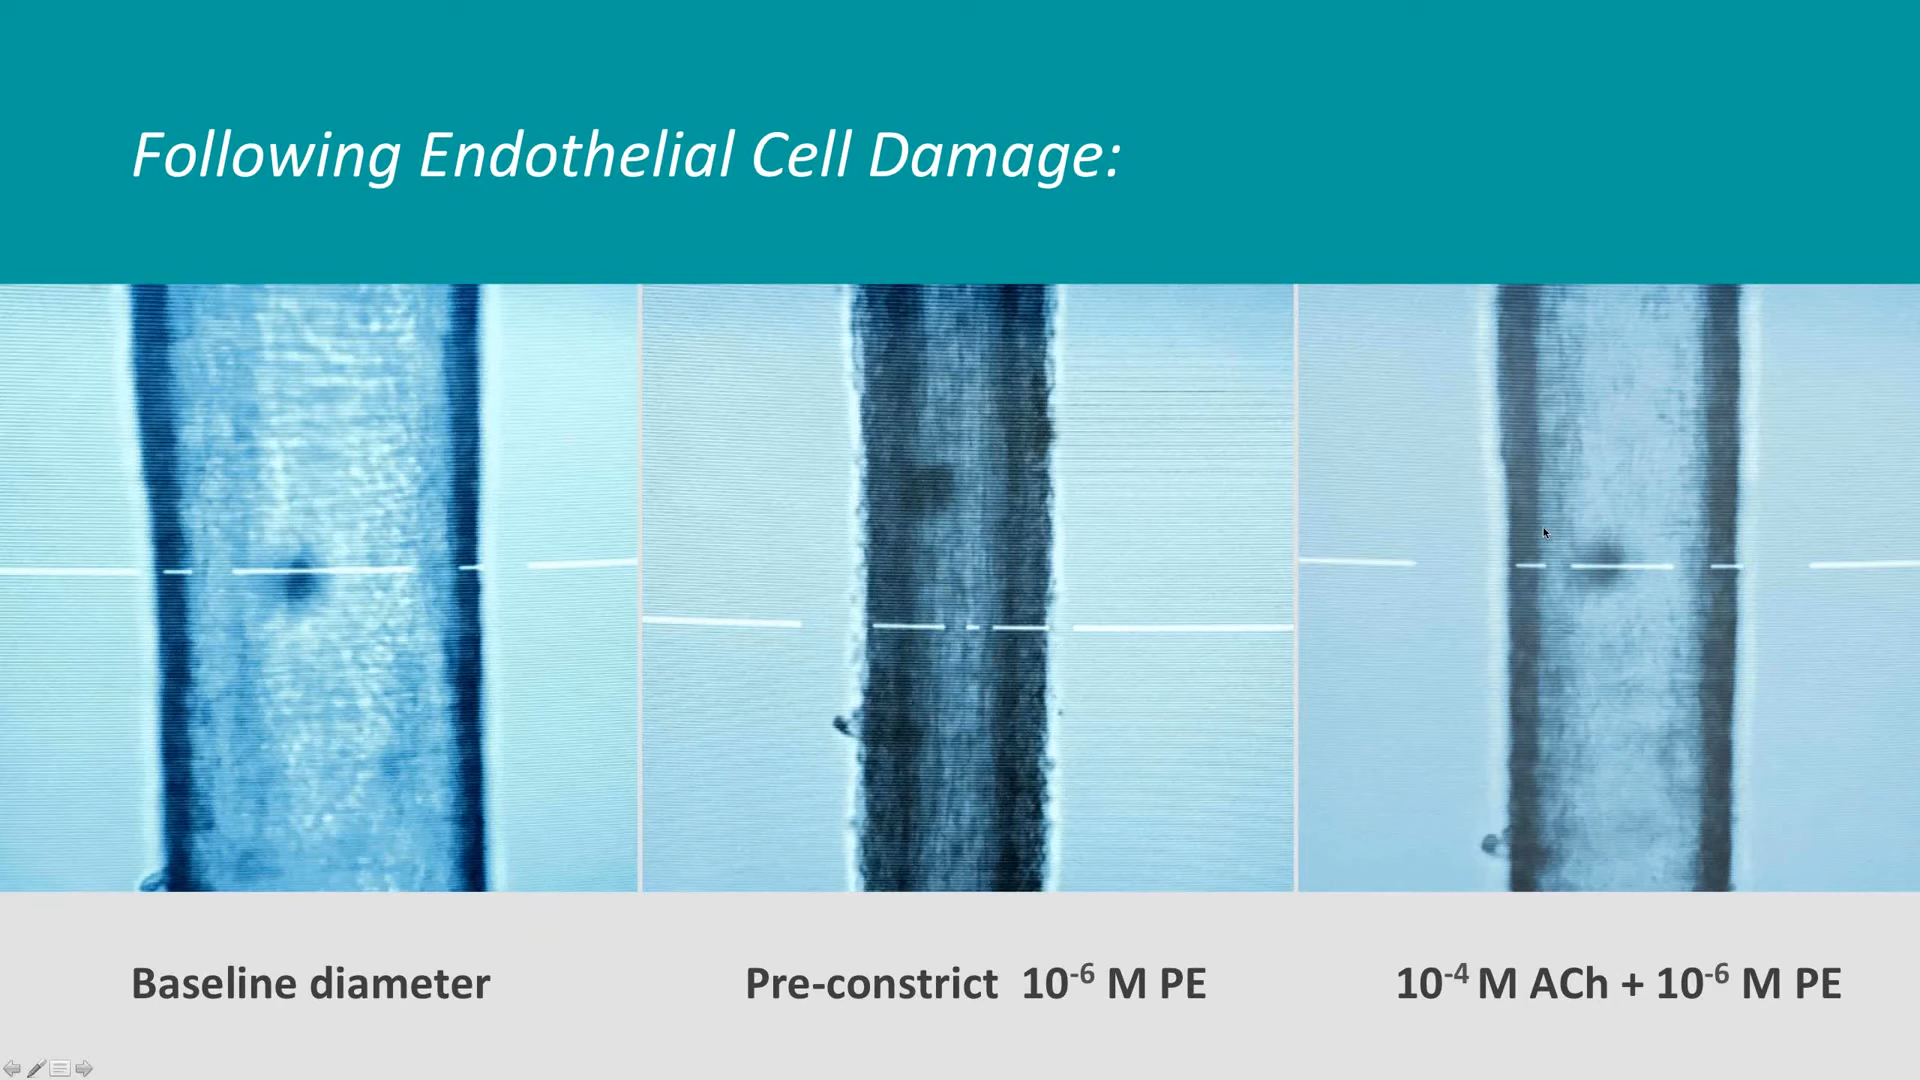 Following Endothelial Cell Damage:
Baseline diameter
Pre-constrict 10⁻⁶ M PE
10⁻⁴ M ACh + 10⁻⁶ M PE